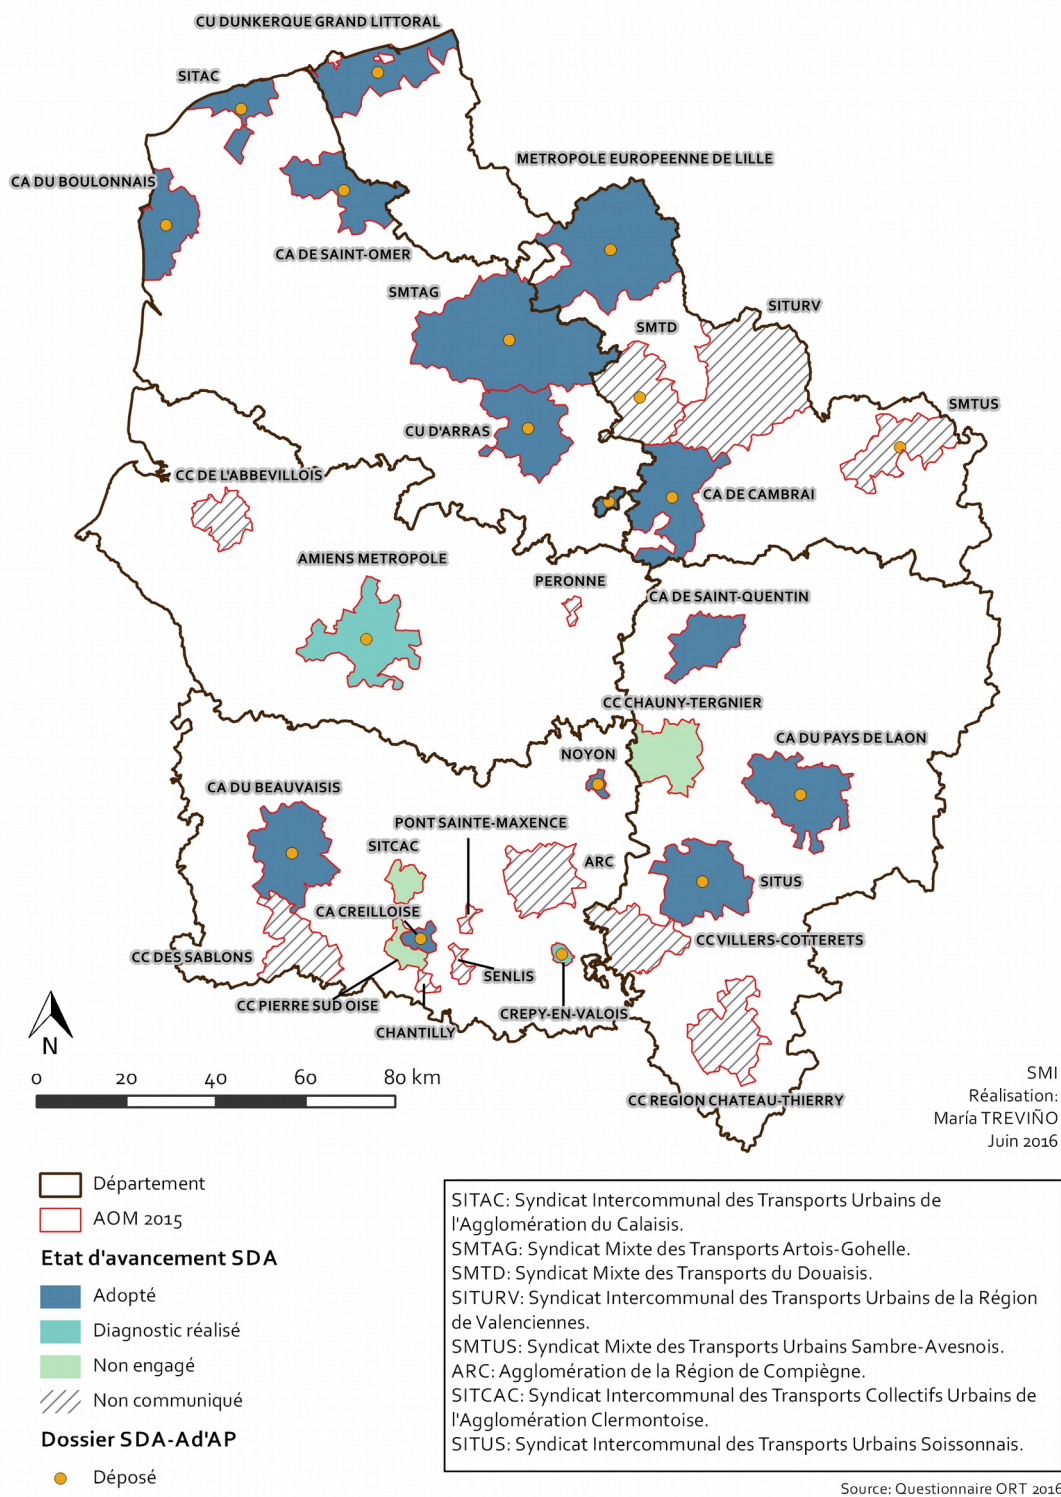 CU DUNKERQUE GRAND LITTORAL
SITAC
METROPOLE EUROPEENNE DE LILLE
CA DU BOULONNAIS
CA DE SAINT-OMER
SMTAG
SITURV
SMTD
SMTUS
CU D'ARRAS
CC DE L'ABBEVILLOIS
CA DE CAMBRAI
AMIENS METROPOLE
PERONNE
CA DE SAINT-QUENTIN
CC CHAUNY-TERGNIER
CA DU PAYS DE LAON
NOYON
CA DU BEAUVAISIS
PONT SAINTE-MAXENCE
SITCAC
ARC
SITUS
CA CREILLOISE
CC VILLERS-COTTERETS
CC DES SABLONS
SENLIS
CC PIERRE SUD OISE
CREPY-EN-VALOIS
CHANTILLY
N
0 20 40 60 80 km
CC REGION CHATEAU-THIERRY
SMI
Réalisation:
María TREVIÑO
Juin 2016
Département
AOM 2015
Etat d'avancement SDA
Adopté
Diagnostic réalisé
Non engagé
Non communiqué
Dossier SDA-Ad'AP
Déposé
SITAC: Syndicat Intercommunal des Transports Urbains de
l'Agglomération du Calaisis.
SMTAG: Syndicat Mixte des Transports Artois-Gohelle.
SMTD: Syndicat Mixte des Transports du Douaisis.
SITURV: Syndicat Intercommunal des Transports Urbains de la Région
de Valenciennes.
SMTUS: Syndicat Mixte des Transports Urbains Sambre-Avesnois.
ARC: Agglomération de la Région de Compiègne.
SITCAC: Syndicat Intercommunal des Transports Collectifs Urbains de
l'Agglomération Clermontoise.
SITUS: Syndicat Intercommunal des Transports Urbains Soissonnais.
Source: Questionnaire ORT 2016